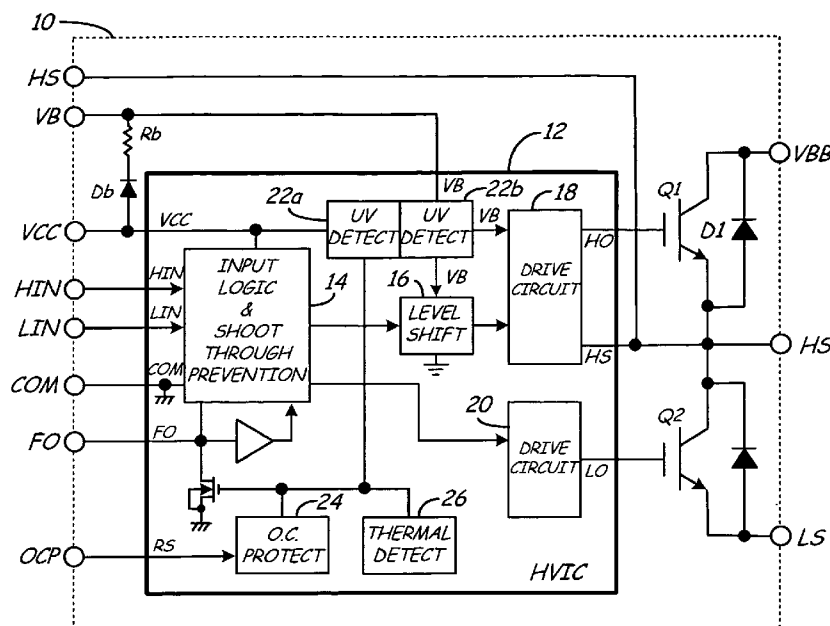 10
HS
VB
Rb
12
VBB
Db
VB
22b
22a
18
Q1
VCC
VCC
UV
DETECT
UV
DETECT
VB
HO
D1
INPUT
LOGIC
&
SHOOT
THROUGH
PREVENTION
14
HIN
HIN
VB
16
LEVEL
SHIFT
DRIVE
CIRCUIT
LIN
LIN
HS
HS
COM
COM
20
Q2
FO
FO
DRIVE
CIRCUIT
LO
24
26
O.C.
PROTECT
THERMAL
DETECT
OCP
RS
LS
HVIC